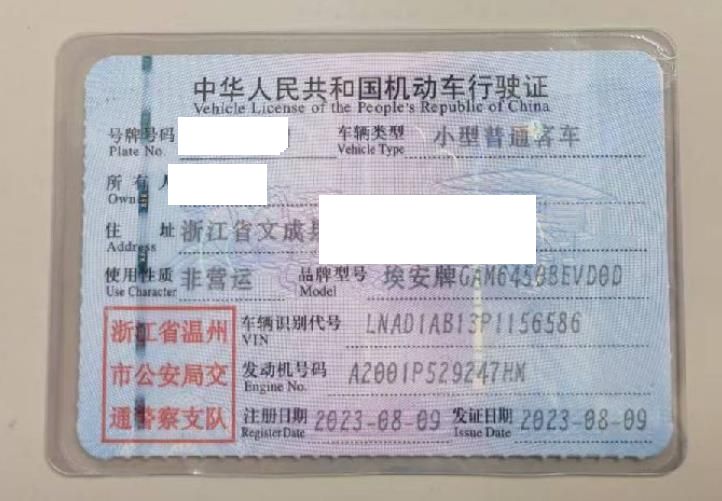 中华人民共和国机动车行驶证
Vehicle License of the People's Republic of China
号牌号码 车辆类型 小型普通客车
Plate No. Vehicle Type
所有人
Owner
住址 浙江省文成县
Address
使用性质 非营运 品牌型号 埃安牌GAM6450BEVD0D
Use Character Model
浙江省温州 车辆识别代号 LNAD1AB13P1156586
VIN
市公安局交 发动机号码 A2001P529247HM
Engine No.
通警察支队 注册日期 2023-08-09 发证日期 2023-08-09
Register Date Issue Date